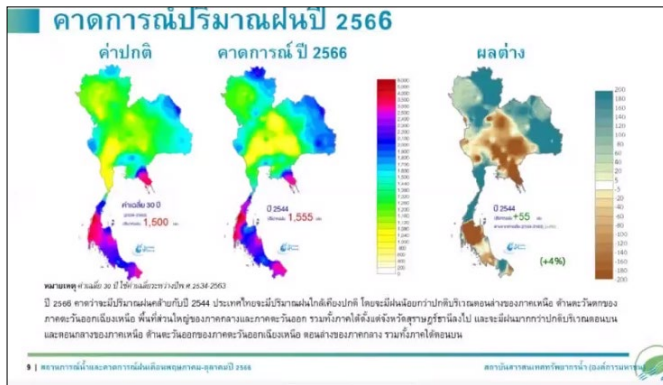 คาดการณ์ปริมาณฝนปี 2566
ค่าปกติ
คาดการณ์ ปี 2566
ผลต่าง
ค่าเฉลี่ย 30 ปี
1,500
ปี 2544
1,555
ปี 2544
+55
(+4%)
200
180
160
140
120
100
80
60
40
20
5
-5
-20
-40
-60
-80
-100
-120
-140
-160
-180
-200
หมายเหตุ ค่าเฉลี่ย 30 ปี ใช้ค่าเฉลี่ยระหว่างปีพ.ศ.2534-2563
ปี 2566 คาดว่าจะมีปริมาณฝนคล้ายกับปี 2544 ประเทศไทยจะมีปริมาณฝนใกล้เคียงปกติ โดยจะมีฝนน้อยกว่าปกติบริเวณตอนล่างของภาคเหนือ ด้านตะวันตกของ
ภาคตะวันออกเฉียงเหนือ พื้นที่ส่วนใหญ่ของภาคกลางและภาคตะวันออก รวมทั้งภาคใต้ตั้งแต่จังหวัดสุราษฎร์ธานีลงไป และจะมีฝนมากกว่าปกติบริเวณตอนบน
และตอนกลางของภาคเหนือ ด้านตะวันออกของภาคตะวันออกเฉียงเหนือ ตอนล่างของภาคกลาง รวมทั้งภาคใต้ตอนบน
9 | สถานการณ์น้ำและคาดการณ์ฝนเดือนพฤษภาคม-ตุลาคมปี 2566
สถาบันสารสนเทศทรัพยากรน้ำ (องค์การมหาชน)